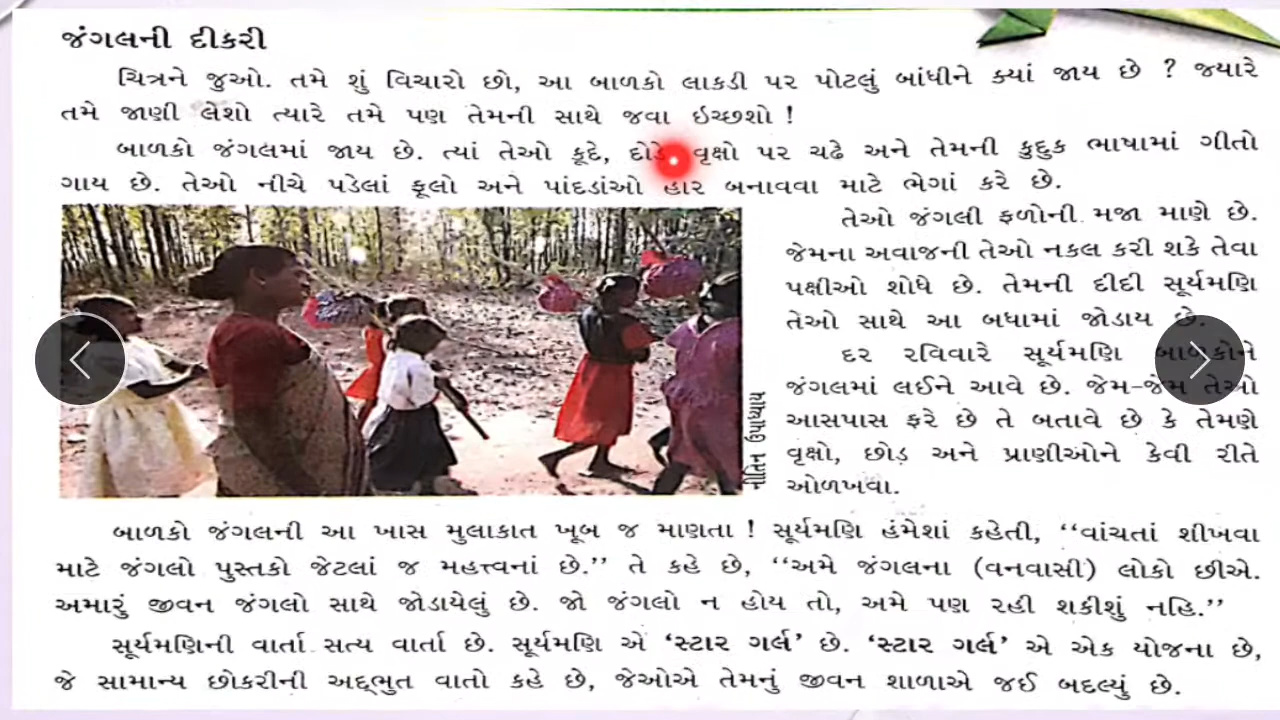 જંગલની દીકરી
ચિત્રને જુઓ. તમે શું વિચારો છો, આ બાળકો લાકડી પર પોટલું બાંધીને ક્યાં જાય છે ? જ્યારે
તમે જાણી લેશો ત્યારે તમે પણ તેમની સાથે જવા ઇચ્છશો !
બાળકો જંગલમાં જાય છે. ત્યાં તેઓ કૂદે, દોડે વૃક્ષો પર ચઢે અને તેમની કુદુક ભાષામાં ગીતો
ગાય છે. તેઓ નીચે પડેલાં ફૂલો અને પાંદડાંઓ હાર બનાવવા માટે ભેગાં કરે છે.
તેઓ જંગલી ફળોની મજા માણે છે.
જેમના અવાજની તેઓ નકલ કરી શકે તેવા
પક્ષીઓ શોધે છે. તેમની દીદી સૂર્યમણિ
તેઓ સાથે આ બધામાં જોડાય છે.
દર રવિવારે સૂર્યમણિ બાળકોને
જંગલમાં લઈને આવે છે. જેમ-જેમ તેઓ
આસપાસ ફરે છે તે બતાવે છે કે તેમણે
વૃક્ષો, છોડ અને પ્રાણીઓને કેવી રીતે
ઓળખવા.
નીતિન ઉપાધ્યાય
બાળકો જંગલની આ ખાસ મુલાકાત ખૂબ જ માણતા ! સૂર્યમણિ હંમેશાં કહેતી, “વાંચતાં શીખવા
માટે જંગલો પુસ્તકો જેટલાં જ મહત્ત્વનાં છે.” તે કહે છે, “અમે જંગલના (વનવાસી) લોકો છીએ.
અમારું જીવન જંગલો સાથે જોડાયેલું છે. જો જંગલો ન હોય તો, અમે પણ રહી શકીશું નહિ.”
સૂર્યમણિની વાર્તા સત્ય વાર્તા છે. સૂર્યમણિ એ ‘સ્ટાર ગર્લ’ છે. ‘સ્ટાર ગર્લ’ એ એક યોજના છે,
જે સામાન્ય છોકરીની અદ્ભુત વાતો કહે છે, જેઓએ તેમનું જીવન શાળાએ જઈ બદલ્યું છે.